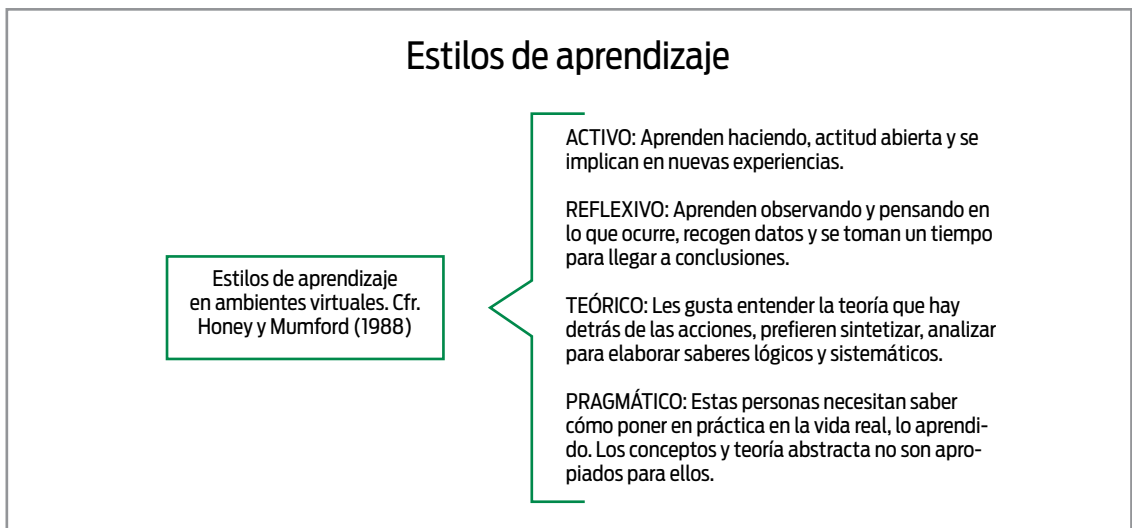 Estilos de aprendizaje
Estilos de aprendizaje
en ambientes virtuales. Cfr.
Honey y Mumford (1988)
ACTIVO: Aprenden haciendo, actitud abierta y se
implican en nuevas experiencias.
REFLEXIVO: Aprenden observando y pensando en
lo que ocurre, recogen datos y se toman un tiempo
para llegar a conclusiones.
TEÓRICO: Les gusta entender la teoría que hay
detrás de las acciones, prefieren sintetizar, analizar
para elaborar saberes lógicos y sistemáticos.
PRAGMÁTICO: Estas personas necesitan saber
cómo poner en práctica en la vida real, lo aprendi-
do. Los conceptos y teoría abstracta no son apro-
piados para ellos.